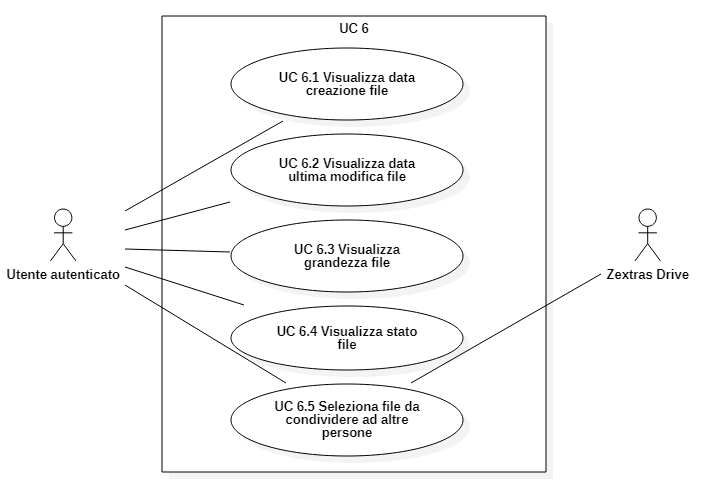 UC 6
UC 6.1 Visualizza data
creazione file
UC 6.2 Visualizza data
ultima modifica file
UC 6.3 Visualizza
grandezza file
Utente autenticato
Zextras Drive
UC 6.4 Visualizza stato
file
UC 6.5 Seleziona file da
condividere ad altre
persone